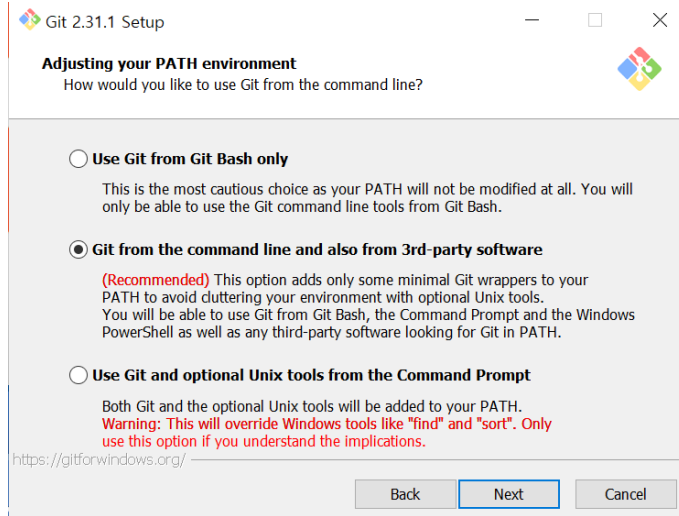 Git 2.31.1 Setup
Adjusting your PATH environment
How would you like to use Git from the command line?
Use Git from Git Bash only
This is the most cautious choice as your PATH will not be modified at all. You will
only be able to use the Git command line tools from Git Bash.
Git from the command line and also from 3rd-party software
(Recommended) This option adds only some minimal Git wrappers to your
PATH to avoid cluttering your environment with optional Unix tools.
You will be able to use Git from Git Bash, the Command Prompt and the Windows
PowerShell as well as any third-party software looking for Git in PATH.
Use Git and optional Unix tools from the Command Prompt
Both Git and the optional Unix tools will be added to your PATH.
Warning: This will override Windows tools like "find" and "sort". Only
use this option if you understand the implications.
https://gitforwindows.org/
Back Next Cancel